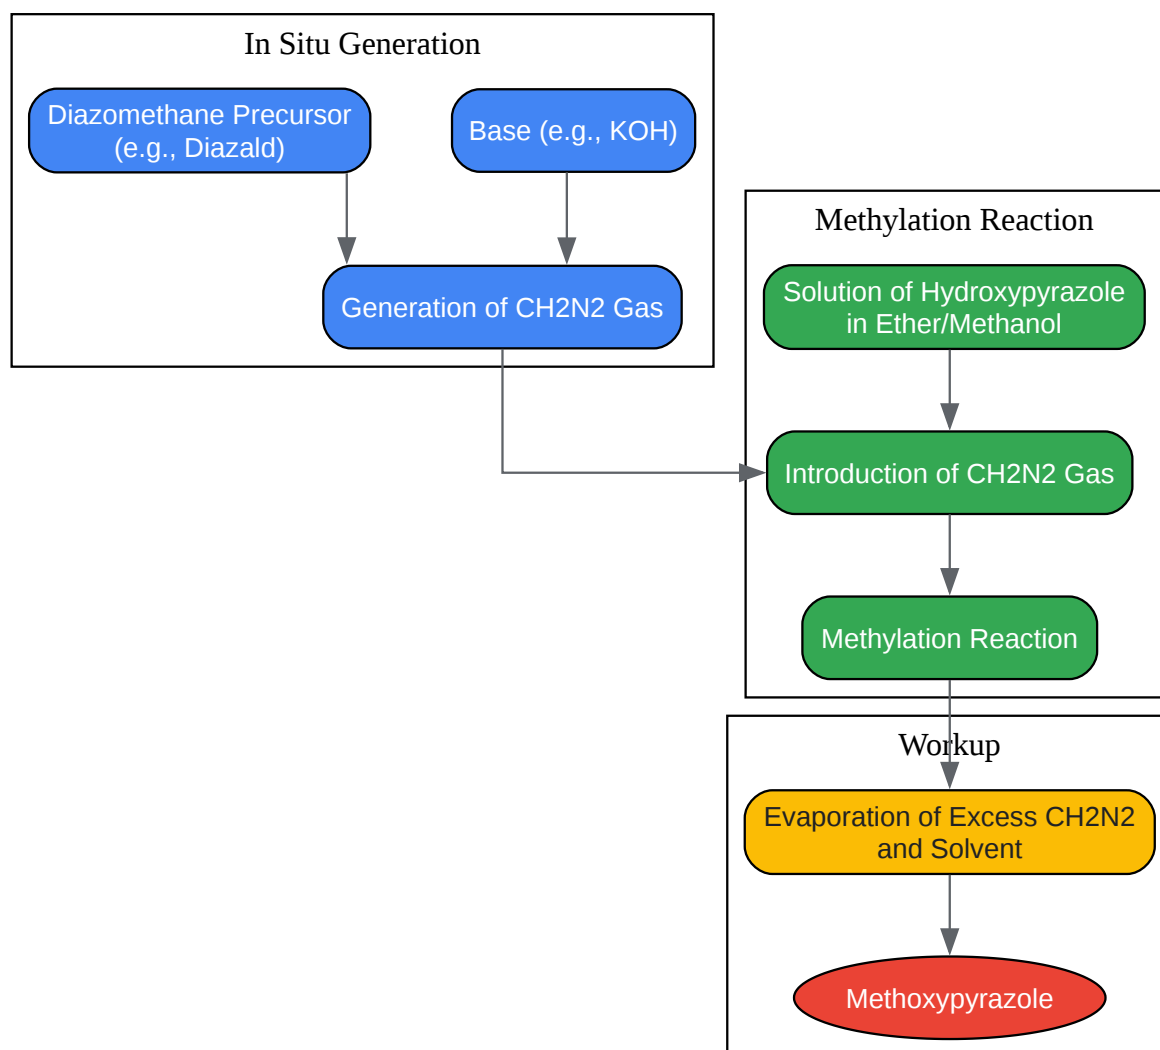 In Situ Generation
Diazomethane Precursor
(e.g., Diazald)
Base (e.g., KOH)
Generation of CH2N2 Gas
Methylation Reaction
Solution of Hydroxypyrazole
in Ether/Methanol
Introduction of CH2N2 Gas
Methylation Reaction
Workup
Evaporation of Excess CH2N2
and Solvent
Methoxypyrazole